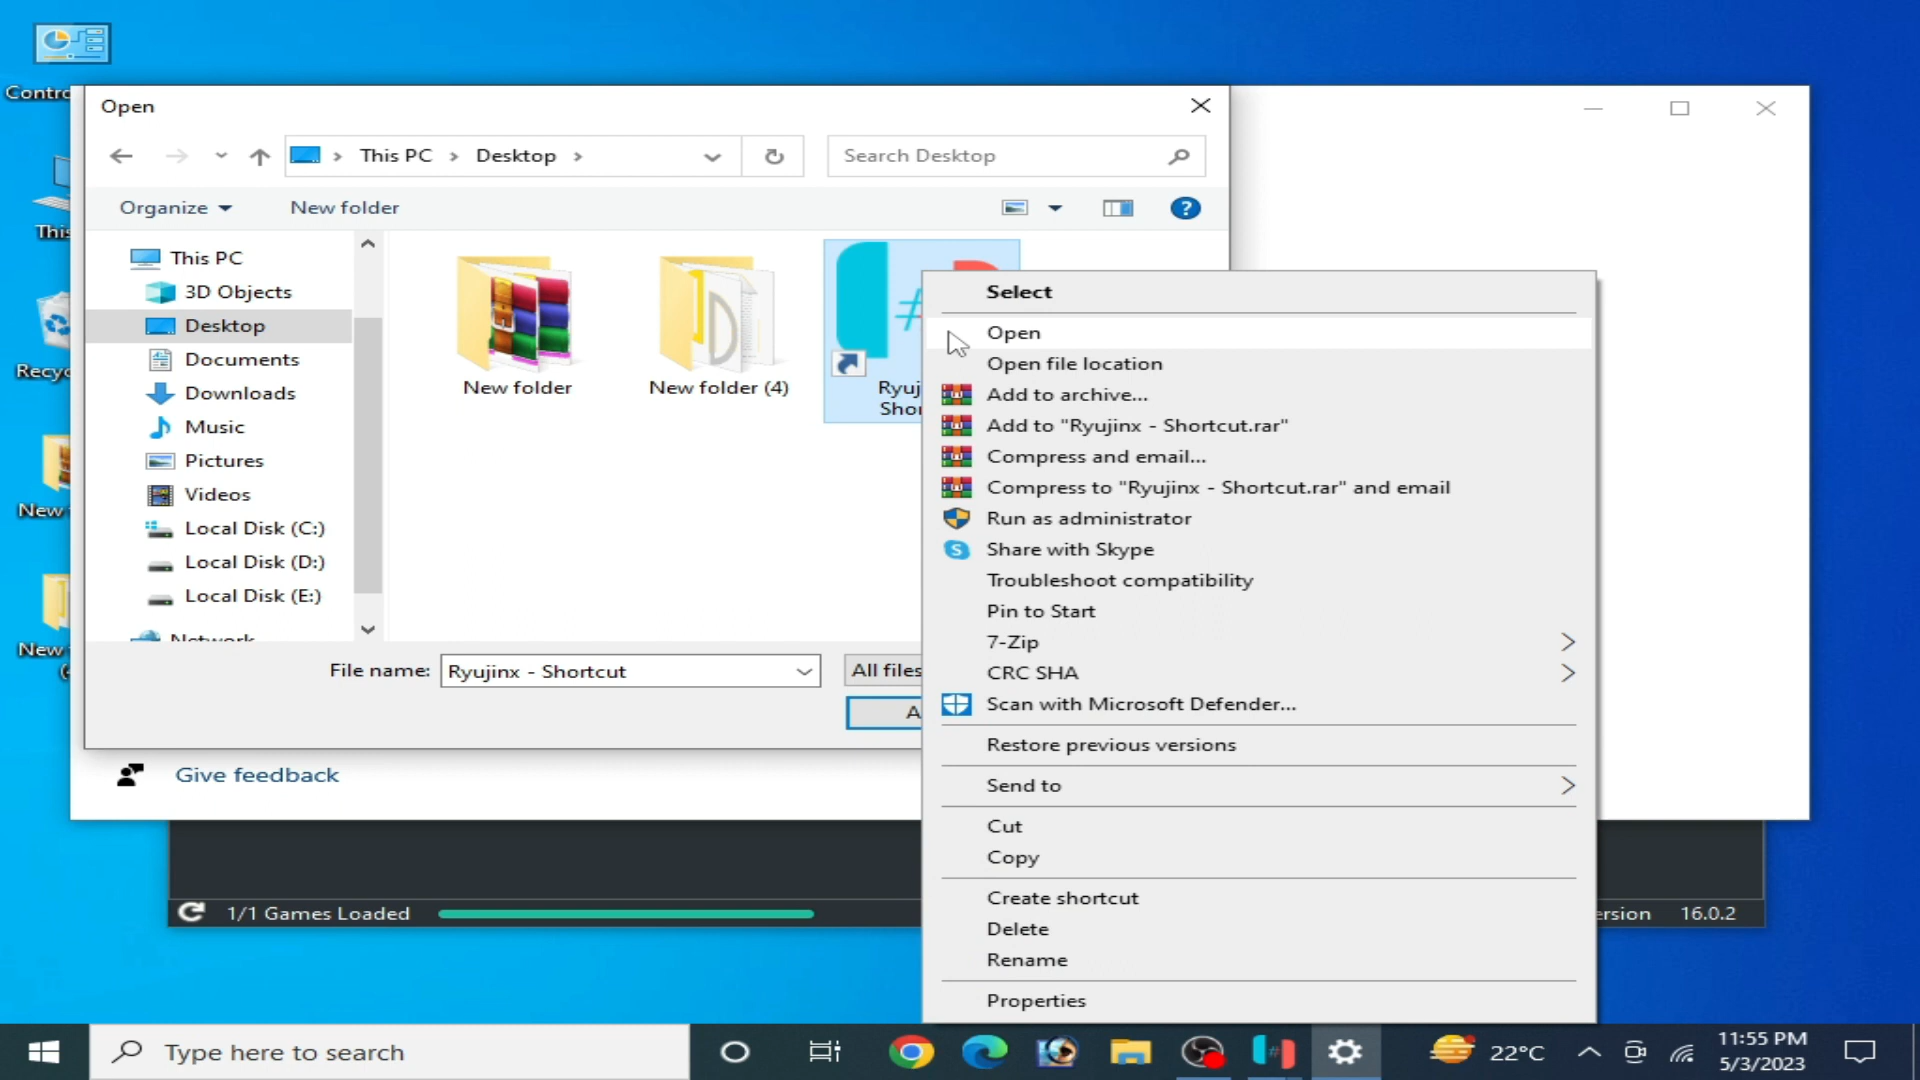 Contro
Open
This PC
Desktop
Search Desktop
This
Organize
New folder
?
This PC
3D Objects
Desktop
Documents
Downloads
Music
Pictures
Videos
Local Disk (C:)
Local Disk (D:)
Local Disk (E:)
Network
New folder
New folder (4)
Ryuj
Shor
Recyc
New
New
File name:
Ryujinx - Shortcut
All files
A
Give feedback
Select
Open
Open file location
Add to archive...
Add to "Ryujinx - Shortcut.rar"
Compress and email...
Compress to "Ryujinx - Shortcut.rar" and email
Run as administrator
Share with Skype
Troubleshoot compatibility
Pin to Start
7-Zip
CRC SHA
Scan with Microsoft Defender...
Restore previous versions
Send to
Cut
Copy
Create shortcut
Delete
Rename
Properties
1/1 Games Loaded
ersion 16.0.2
Type here to search
22°C
11:55 PM
5/3/2023